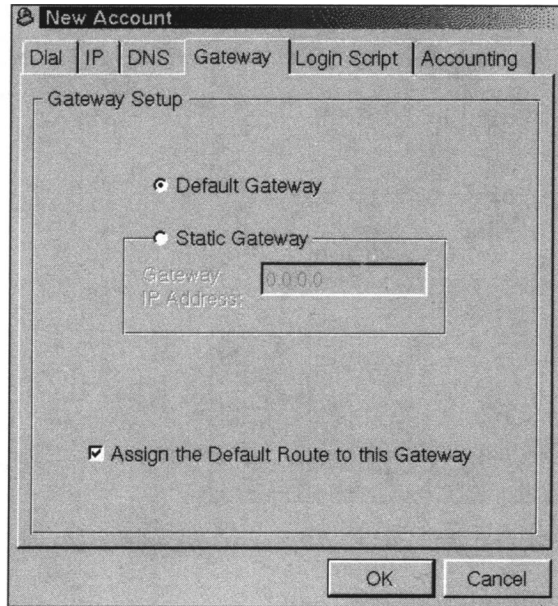 New Account
Dial IP DNS Gateway Login Script Accounting
Gateway Setup
Default Gateway
Static Gateway
Gateway 0.0.0.0
IP Address:
Assign the Default Route to this Gateway
OK Cancel